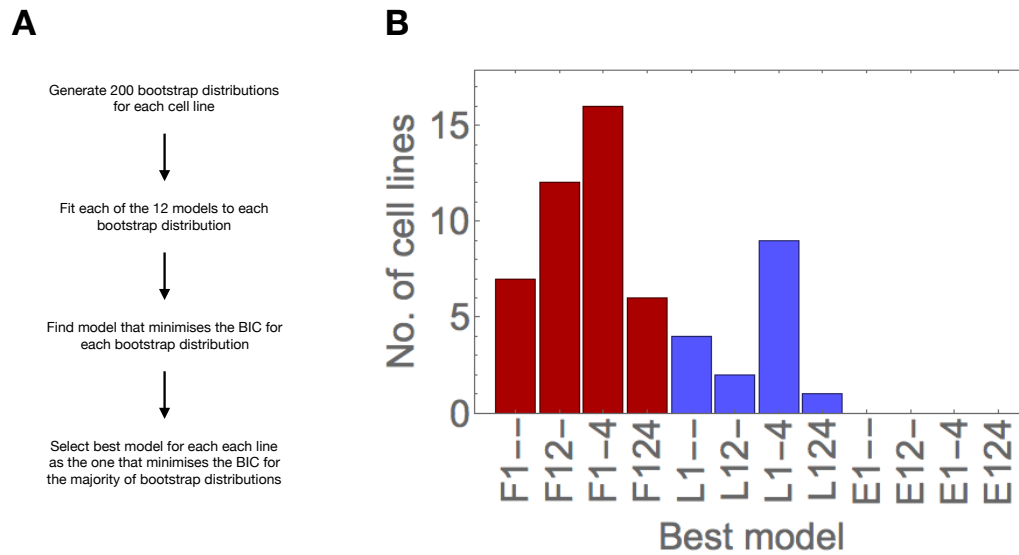 A
Generate 200 bootstrap distributions
for each cell line
Fit each of the 12 models to each
bootstrap distribution
Find model that minimises the BIC for
each bootstrap distribution
Select best model for each each line
as the one that minimises the BIC for
the majority of bootstrap distributions
B
No. of cell lines
15
10
5
0
F1--
F12-
F1-4
F124
L1--
L12-
L1-4
L124
E1--
E12-
E1-4
E124
Best model